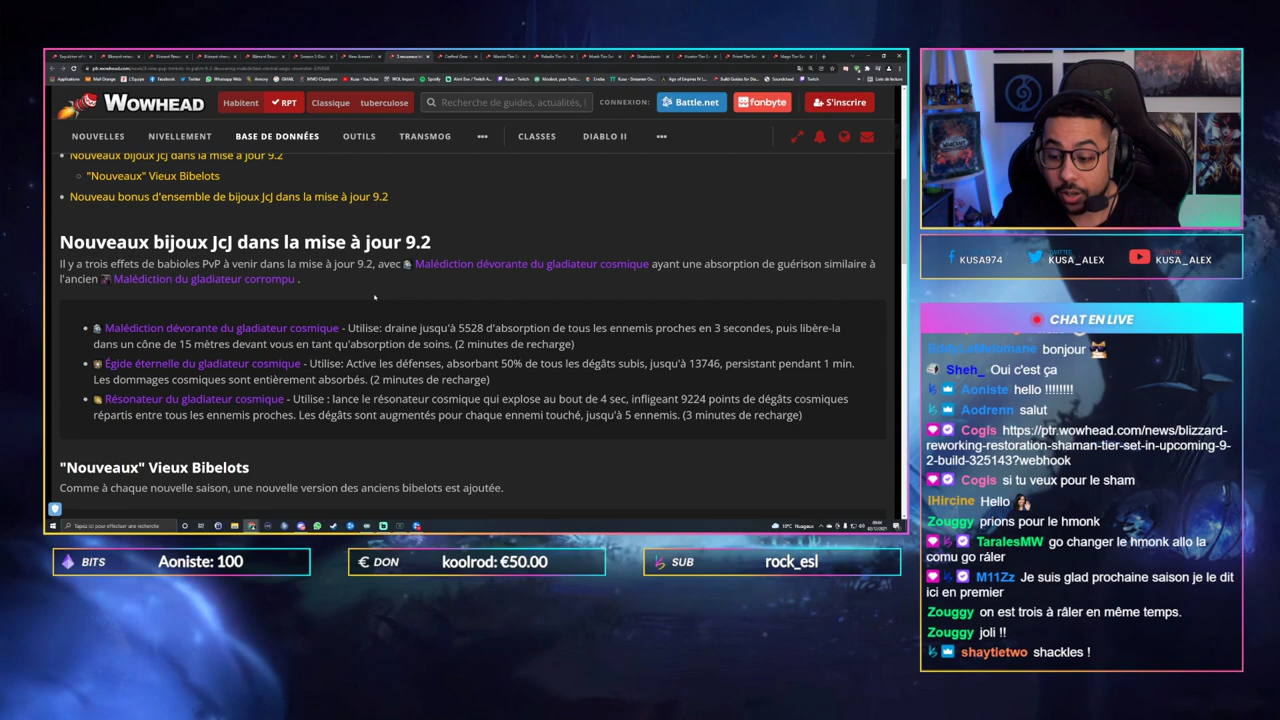 WOWHEAD
Habitent
RPT
Classique
tuberculose
Recherche de guides, actualités, l
CONNEXION:
Battle.net
fanbyte
S'inscrire
NOUVELLES
NIVELLEMENT
BASE DE DONNÉES
OUTILS
TRANSMOG
•••
CLASSES
DIABLO II
•••
Nouveaux bijoux JcJ dans la mise à jour 9.2
"Nouveaux" Vieux Bibelots
Nouveau bonus d'ensemble de bijoux JcJ dans la mise à jour 9.2
Nouveaux bijoux JcJ dans la mise à jour 9.2
Il y a trois effets de babioles PvP à venir dans la mise à jour 9.2, avec Malédiction dévorante du gladiateur cosmique ayant une absorption de guérison similaire à
l'ancien Malédiction du gladiateur corrompu .
Malédiction dévorante du gladiateur cosmique - Utilise: draine jusqu'à 5528 d'absorption de tous les ennemis proches en 3 secondes, puis libère-la
dans un cône de 15 mètres devant vous en tant qu'absorption de soins. (2 minutes de recharge)
Égide éternelle du gladiateur cosmique - Utilise: Active les défenses, absorbant 50% de tous les dégâts subis, jusqu'à 13746, persistant pendant 1 min.
Les dommages cosmiques sont entièrement absorbés. (2 minutes de recharge)
Résonateur du gladiateur cosmique - Utilise : lance le résonateur cosmique qui explose au bout de 4 sec, infligeant 9224 points de dégâts cosmiques
répartis entre tous les ennemis proches. Les dégâts sont augmentés pour chaque ennemi touché, jusqu'à 5 ennemis. (3 minutes de recharge)
"Nouveaux" Vieux Bibelots
Comme à chaque nouvelle saison, une nouvelle version des anciens bibelots est ajoutée.
Tapez ici pour effectuer une recherche
10°C Nuageux
BITS
Aoniste: 100
€ DON
koolrod: €50.00
SUB
rock_esl
KUSA974
TWITTER
KUSA_ALEX
KUSA_ALEX
CHAT EN LIVE
bonjour
Sheh_ Oui c'est ça
Aoniste hello !!!!!!!!
Aodrenn salut
Cogls https://ptr.wowhead.com/news/blizzard-
reworking-restoration-shaman-tier-set-in-upcoming-9-
2-build-325143?webhook
Cogls si tu veux pour le sham
IHircine Hello
Zouggy prions pour le hmonk
TaralesMW go changer le hmonk allo la
comu go râler
M11Zz Je suis glad prochaine saison je le dit
ici en premier
Zouggy on est trois à râler en même temps.
Zouggy joli !!
shaytietwo shackles !